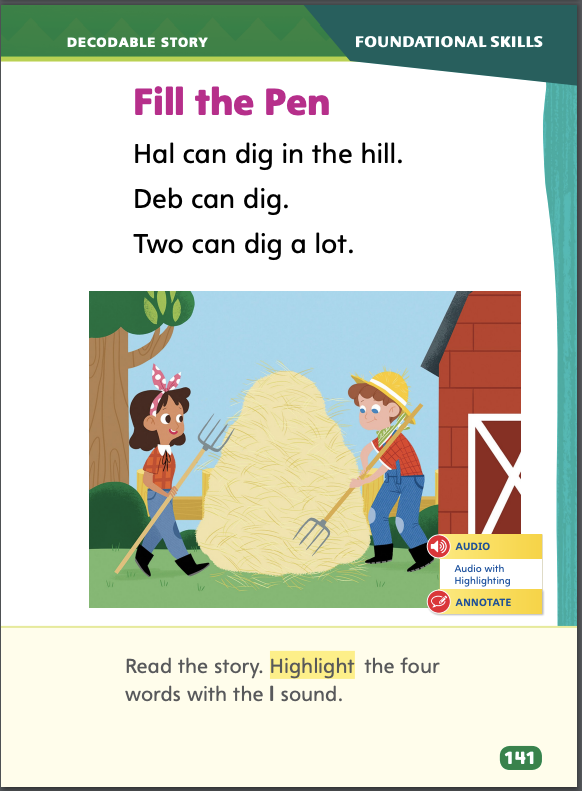 DECODABLE STORY
FOUNDATIONAL SKILLS
Fill the Pen
Hal can dig in the hill.
Deb can dig.
Two can dig a lot.
AUDIO
Audio with
Highlighting
ANNOTATE
Read the story. Highlight the four
words with the l sound.
141